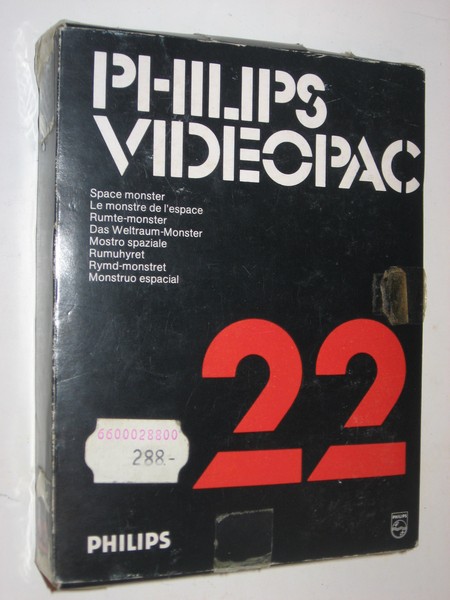 PHILIPS
VIDEOPAC
Space monster
Le monstre de l'espace
Rumte-monster
Das Weltraum-Monster
Mostro spaziale
Rumuhyret
Rymd-monstret
Monstruo espacial
22
6600028800
288.-
PHILIPS
PHILIPS